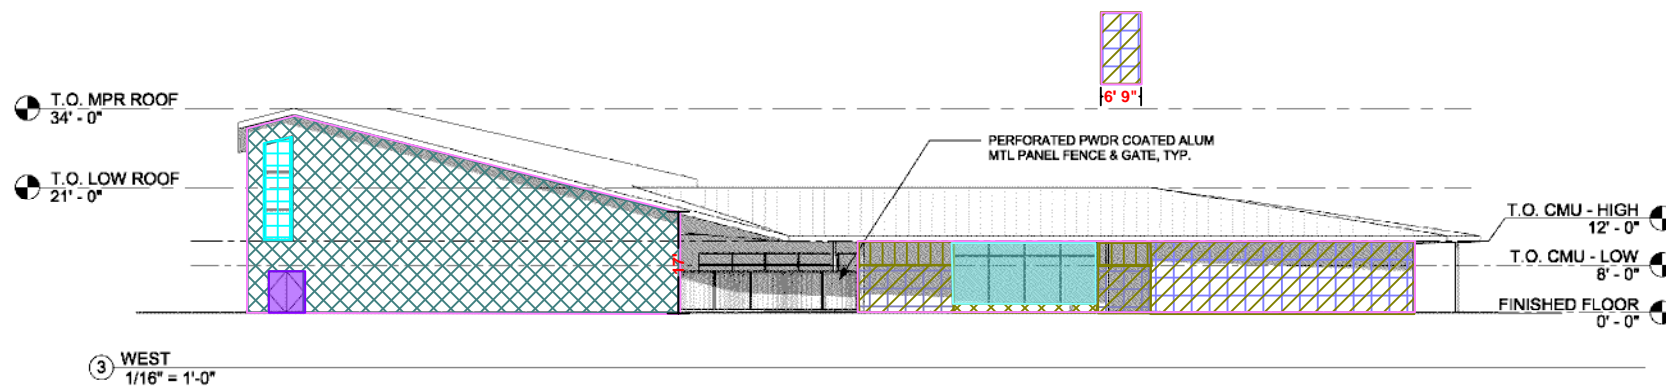 6' 9"
T.O. MPR ROOF
34' - 0"
PERFORATED PWDR COATED ALUM
MTL PANEL FENCE & GATE, TYP.
T.O. LOW ROOF
21' - 0"
T.O. CMU - HIGH
12' - 0"
17'
T.O. CMU - LOW
8' - 0"
FINISHED FLOOR
0' - 0"
3
WEST
1/16" = 1'-0"